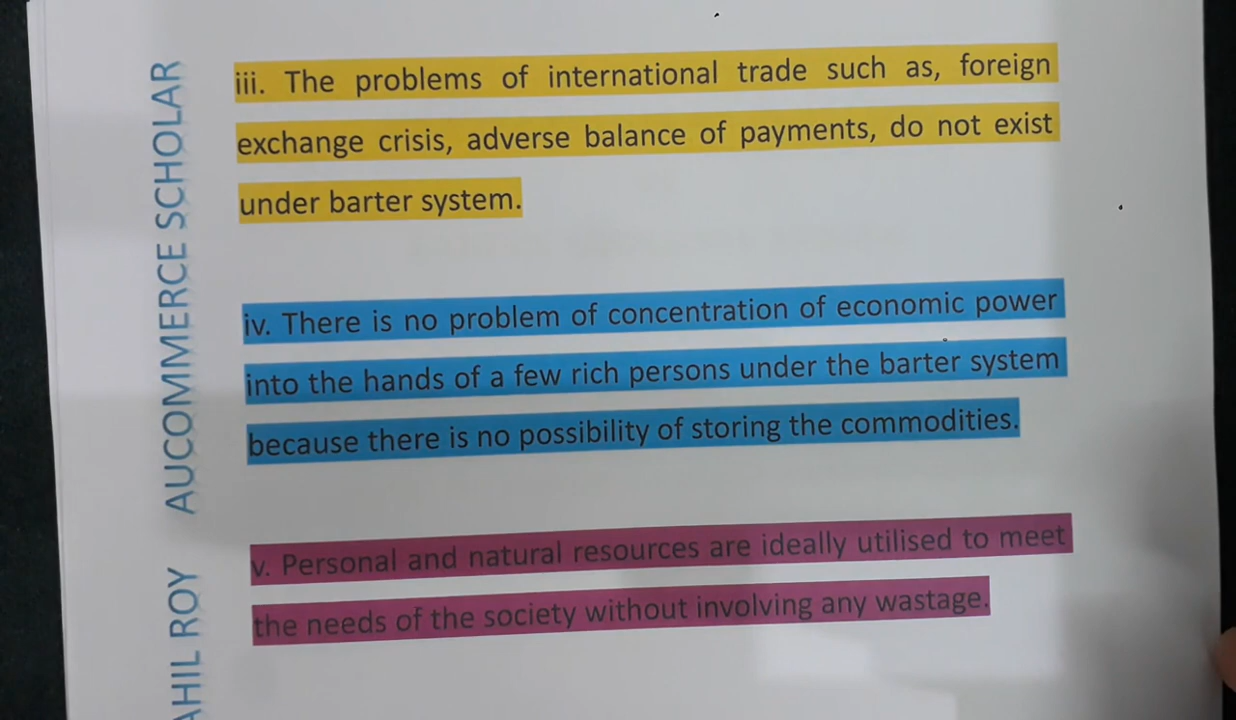 iii. The problems of international trade such as, foreign
exchange crisis, adverse balance of payments, do not exist
under barter system.
iv. There is no problem of concentration of economic power
into the hands of a few rich persons under the barter system
because there is no possibility of storing the commodities.
v. Personal and natural resources are ideally utilised to meet
the needs of the society without involving any wastage.
AHIL ROY AUCOMMERCE SCHOLAR